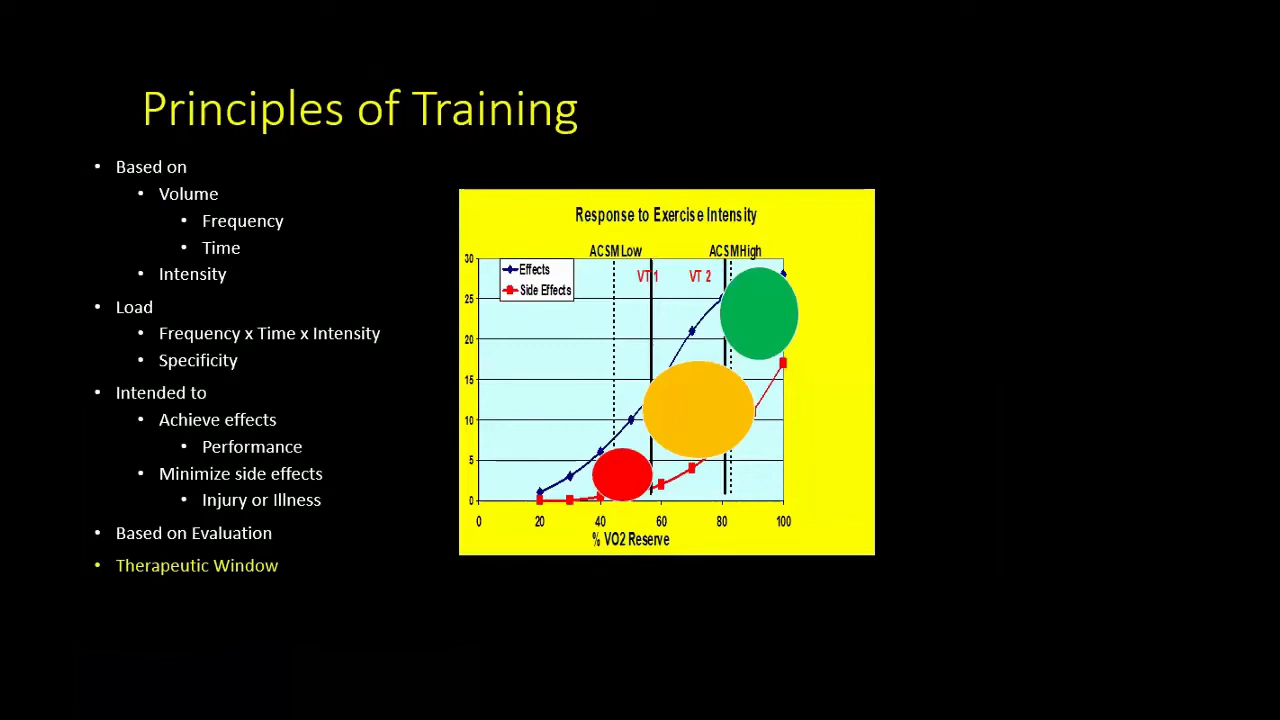 Principles of Training
• Based on
• Volume
• Frequency
• Time
• Intensity
• Load
• Frequency x Time x Intensity
• Specificity
• Intended to
• Achieve effects
• Performance
• Minimize side effects
• Injury or Illness
• Based on Evaluation
• Therapeutic Window
Response to Exercise Intensity
ACSM Low
ACSM High
VT 1
VT 2
Effects
Side Effects
30
25
20
15
10
5
0
0 20 40 60 80 100
% VO2 Reserve